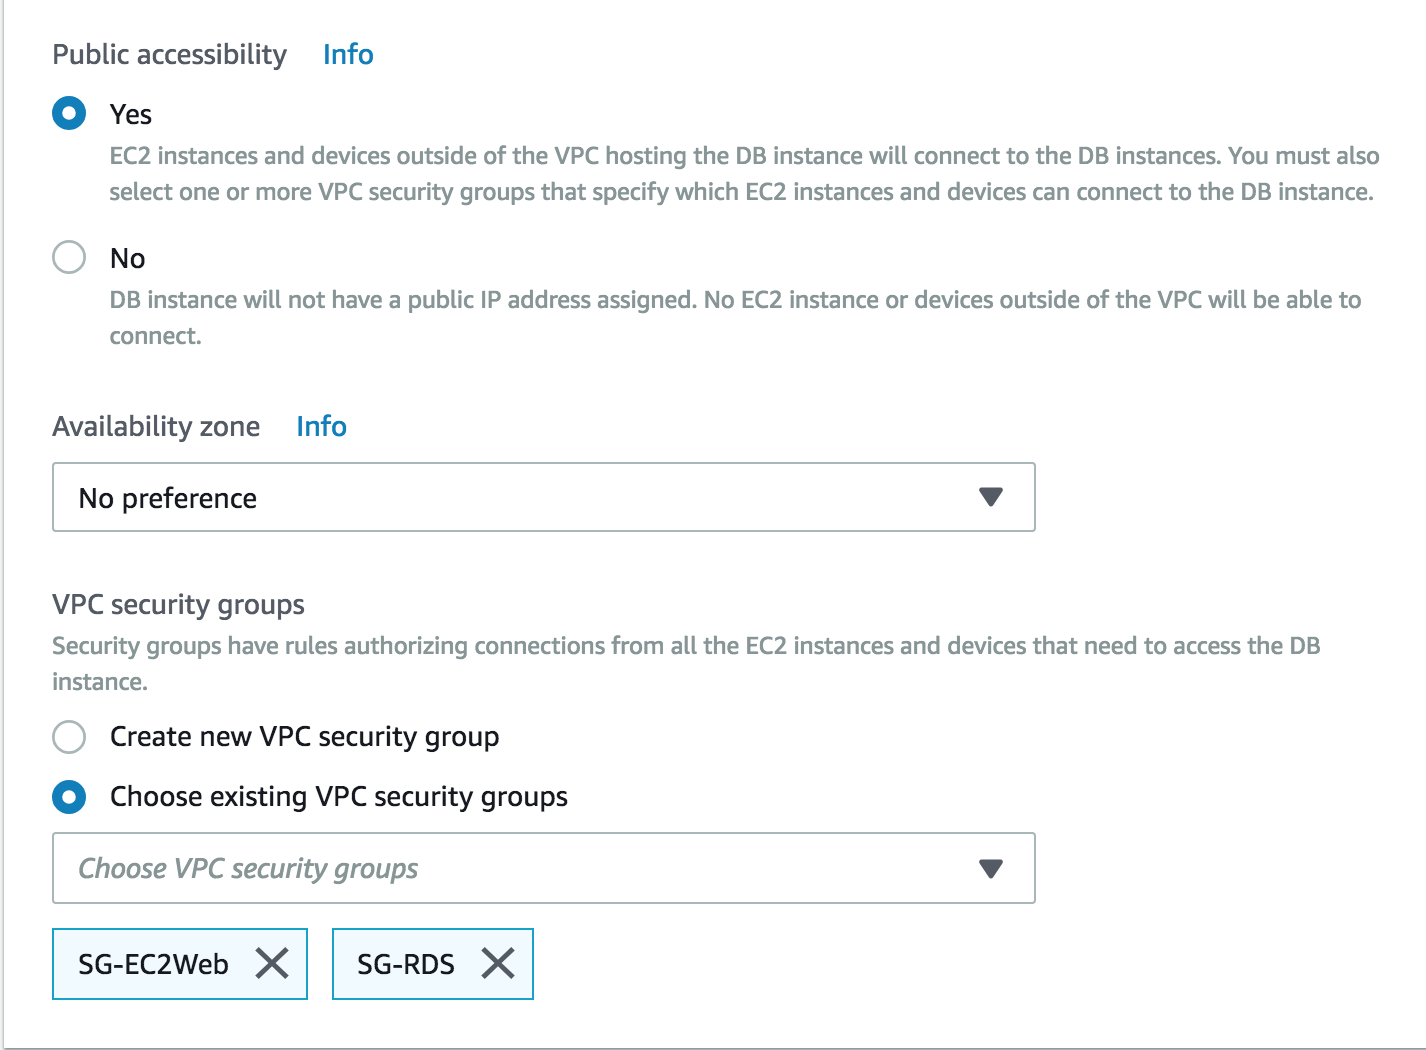 Public accessibility Info
Yes
EC2 instances and devices outside of the VPC hosting the DB instance will connect to the DB instances. You must also
select one or more VPC security groups that specify which EC2 instances and devices can connect to the DB instance.
No
DB instance will not have a public IP address assigned. No EC2 instance or devices outside of the VPC will be able to
connect.
Availability zone Info
No preference
VPC security groups
Security groups have rules authorizing connections from all the EC2 instances and devices that need to access the DB
instance.
Create new VPC security group
Choose existing VPC security groups
Choose VPC security groups
SG-EC2Web SG-RDS